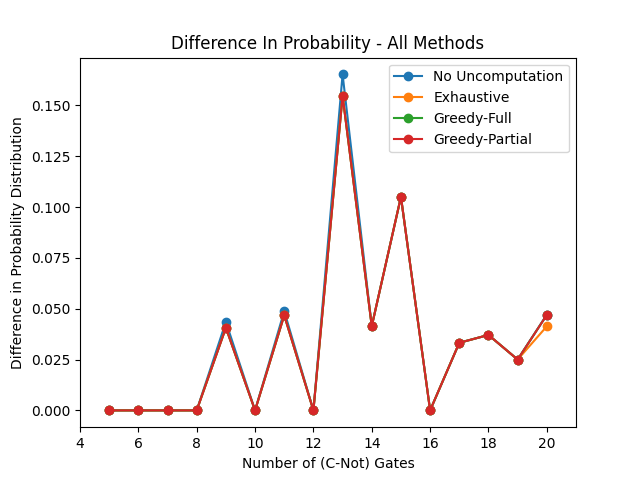 Difference In Probability - All Methods
No Uncomputation
Exhaustive
Greedy-Full
Greedy-Partial
Difference in Probability Distribution
0.150
0.125
0.100
0.075
0.050
0.025
0.000
4 6 8 10 12 14 16 18 20
Number of (C-Not) Gates